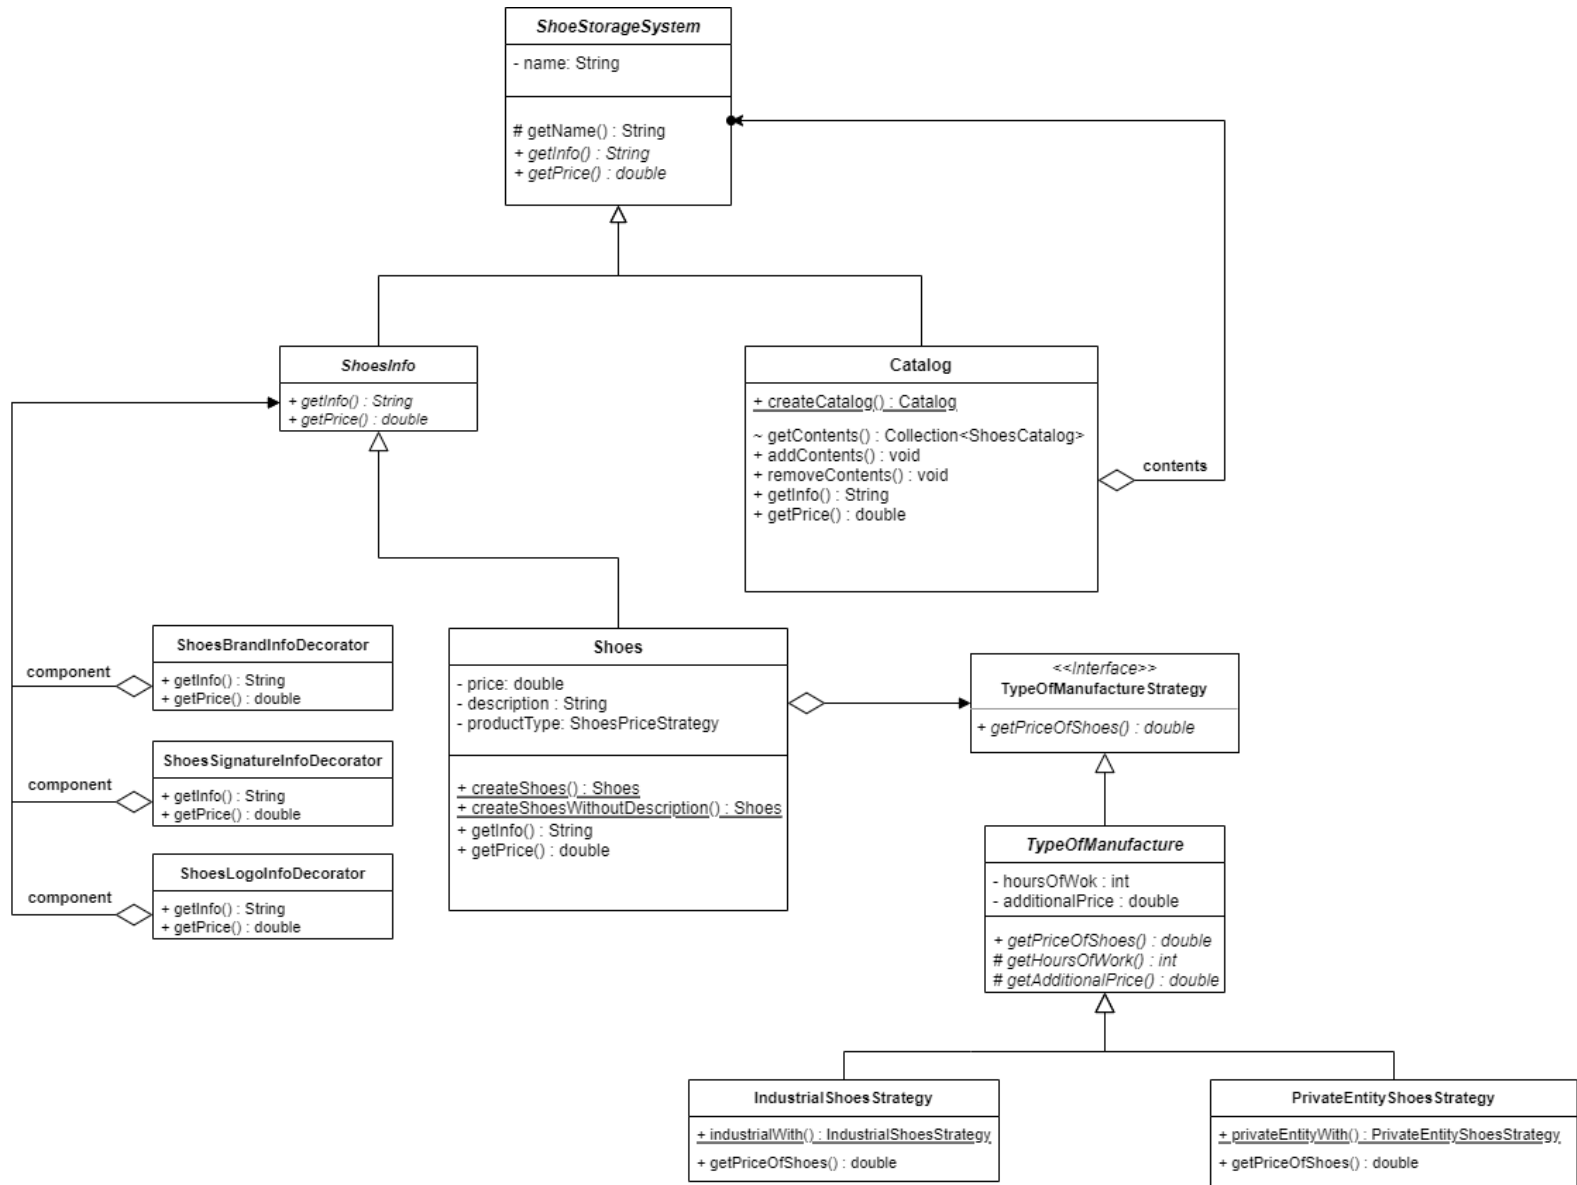 ShoeStorageSystem
- name: String
# getName() : String
+ getInfo() : String
+ getPrice() : double
ShoesInfo
+ getInfo() : String
+ getPrice() : double
Catalog
+ createCatalog() : Catalog
~ getContents() : Collection<ShoesCatalog>
+ addContents() : void
+ removeContents() : void
+ getInfo() : String
+ getPrice() : double
contents
component
ShoesBrandInfoDecorator
+ getInfo() : String
+ getPrice() : double
component
ShoesSignatureInfoDecorator
+ getInfo() : String
+ getPrice() : double
component
ShoesLogoInfoDecorator
+ getInfo() : String
+ getPrice() : double
Shoes
- price: double
- description : String
- productType: ShoesPriceStrategy
+ createShoes() : Shoes
+ createShoesWithoutDescription() : Shoes
+ getInfo() : String
+ getPrice() : double
<<Interface>>
TypeOfManufactureStrategy
+ getPriceOfShoes() : double
TypeOfManufacture
- hoursOfWok : int
- additionalPrice : double
+ getPriceOfShoes() : double
# getHoursOfWork() : int
# getAdditionalPrice() : double
IndustrialShoesStrategy
+ industrialWith() : IndustrialShoesStrategy
+ getPriceOfShoes() : double
PrivateEntityShoesStrategy
+ privateEntityWith() : PrivateEntityShoesStrategy
+ getPriceOfShoes() : double